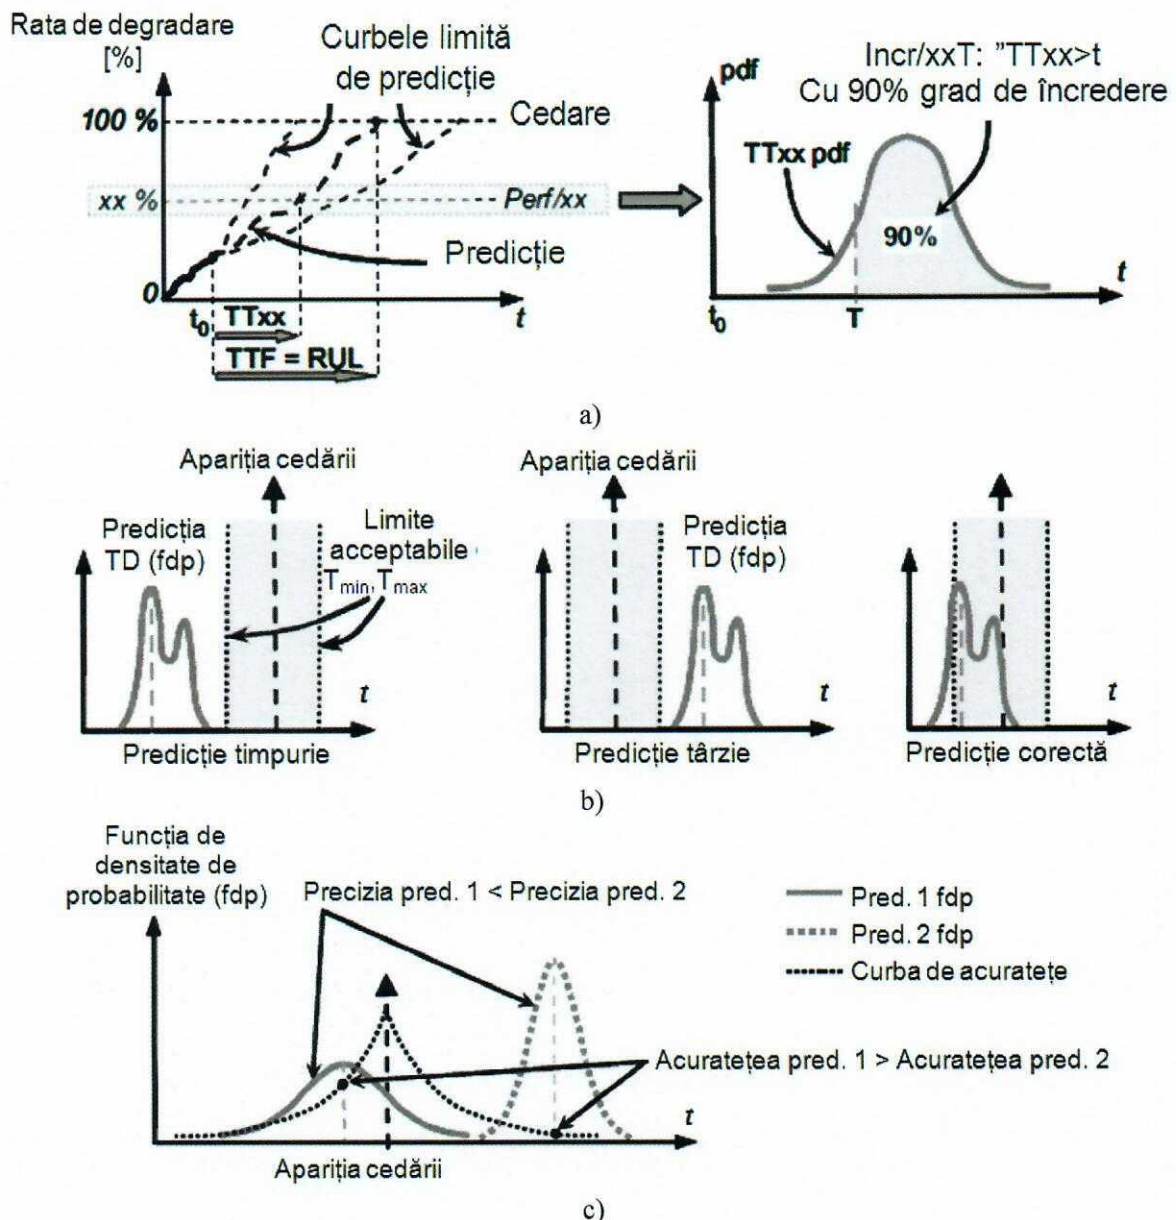 Rata de degradare
[%]
Curbele limită
de predicție
100 %
Cedare
xx %
Perf/xx
Predicție
0
t₀
TTxx
t
TTF = RUL
pdf
Incr/xxT: ”TTxx>t
Cu 90% grad de încredere
TTxx pdf
90%
t
t₀
T
a)
Apariția cedării
Predicția
TD (fdp)
Limite
acceptabile
Tmin, Tmax
t
Predicție timpurie
Apariția cedării
Predicția
TD (fdp)
t
Predicție târzie
t
Predicție corectă
b)
Funcția de
densitate de
probabilitate (fdp)
Precizia pred. 1 < Precizia pred. 2
Pred. 1 fdp
Pred. 2 fdp
Curba de acuratețe
Acuratețea pred. 1 > Acuratețea pred. 2
t
Apariția cedării
c)